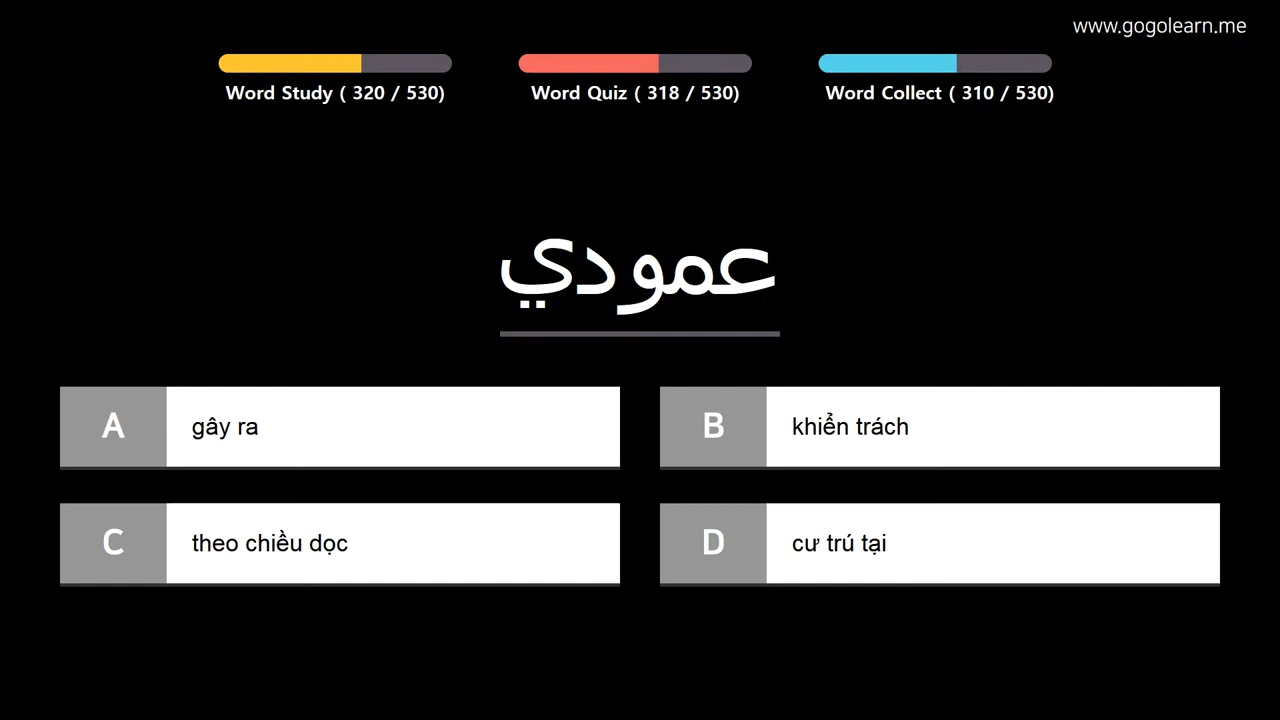 www.gogolearn.me
Word Study ( 320 / 530)
Word Quiz ( 318 / 530)
Word Collect ( 310 / 530)
عمودي
A gây ra
B khiển trách
C theo chiều dọc
D cư trú tại